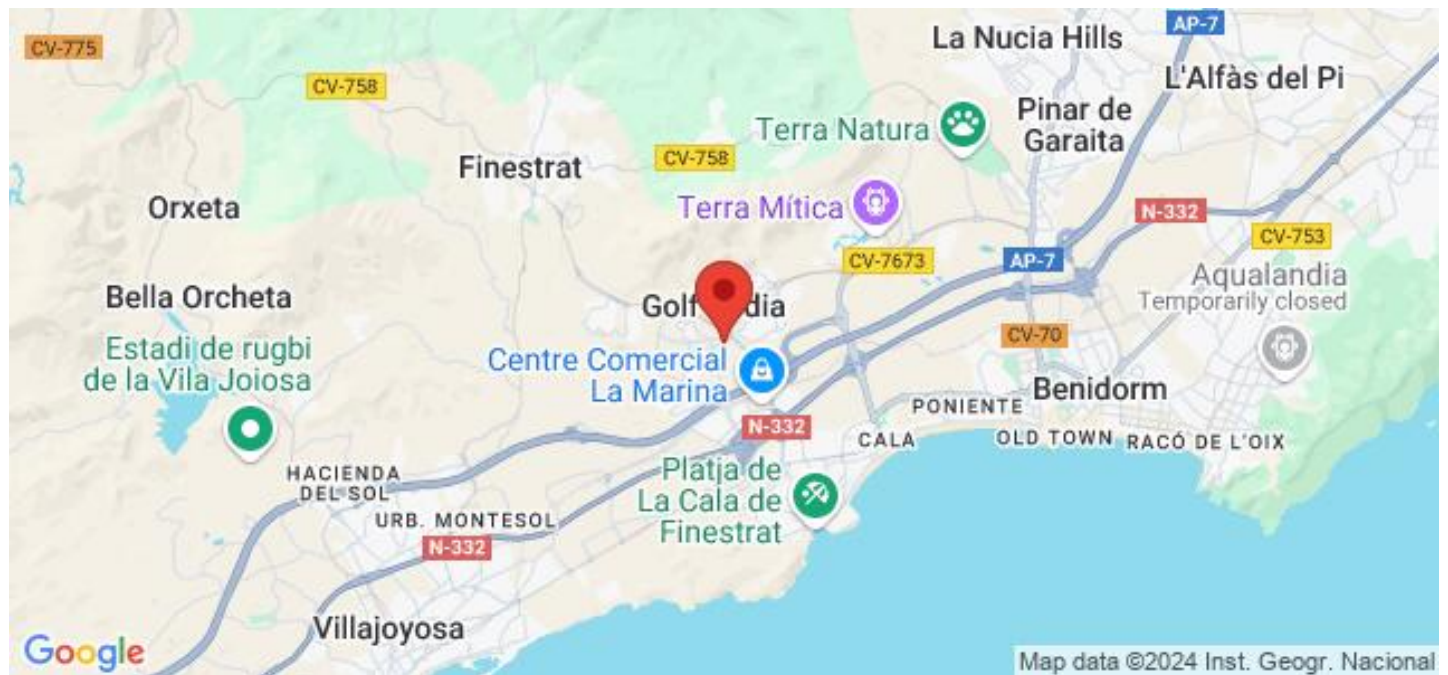 AP-7
CV-775
La Nucia Hills
L'Alfàs del Pi
CV-758
Pinar de
Garaita
Terra Natura
Finestrat
CV-758
Orxeta
Terra Mítica
N-332
CV-753
CV-7673
AP-7
Aqualandia
Temporarily closed
Bella Orcheta
Estadi de rugbi
de la Vila Joiosa
Centre Comercial
La Marina
CV-70
Benidorm
PONIENTE
N-332
CALA
OLD TOWN
RACÓ DE L'OIX
HACIENDA
DEL SOL
Platja de
La Cala de
Finestrat
URB. MONTESOL
N-332
Villajoyosa
Google
Map data ©2024 Inst. Geogr. Nacional